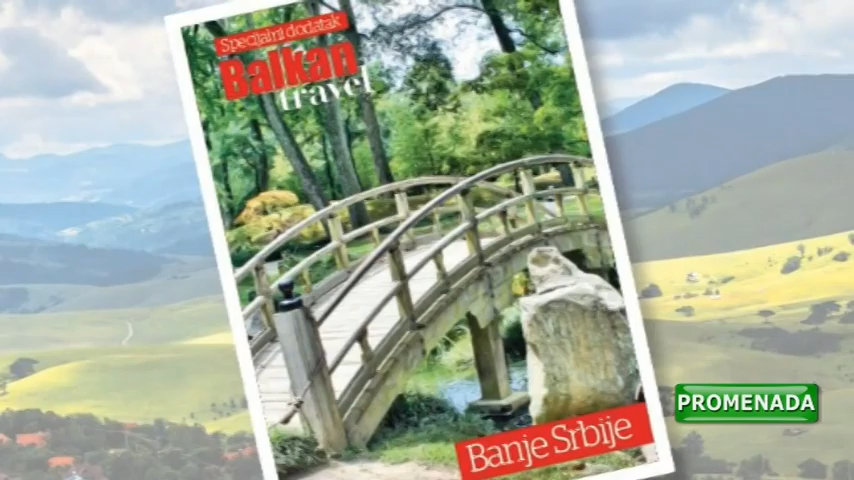 Specijalni dodatak
Balkan
travel
Banje Srbije
PROMENADA